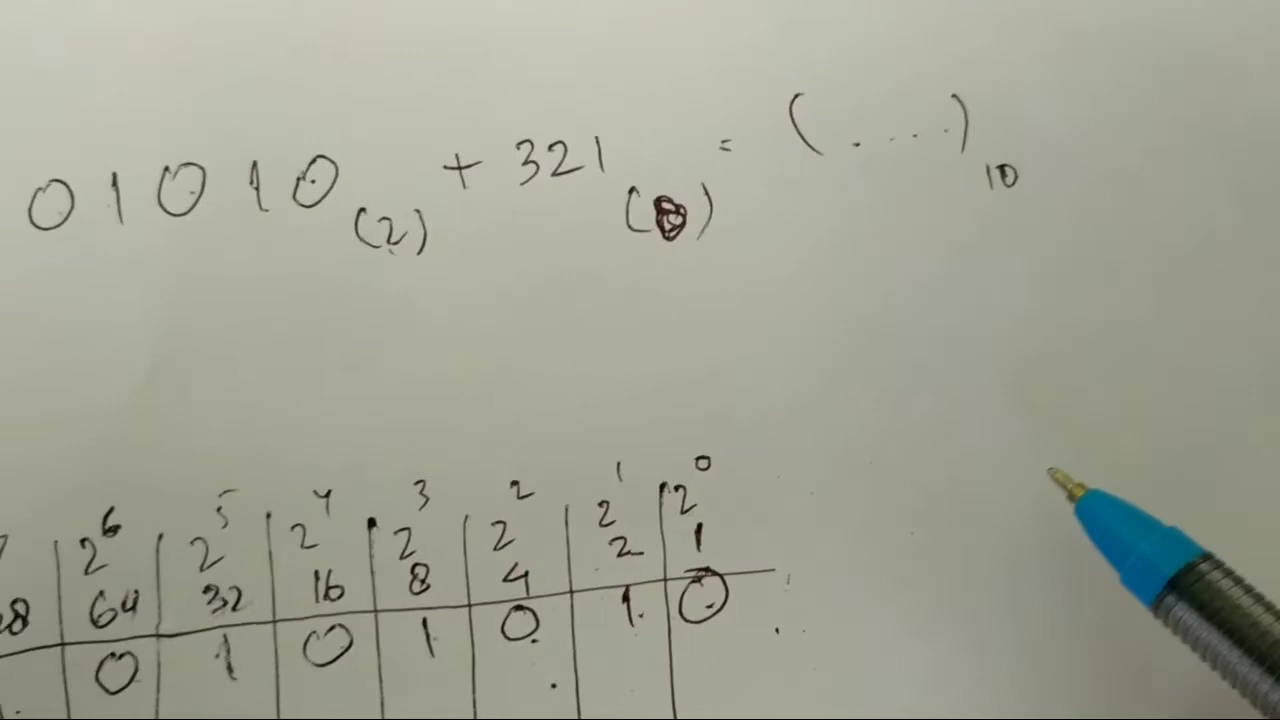 01010 (2) + 321 ( ) = (.....) 10
2^6 2^5 2^4 2^3 2^2 2^1 2^0
8 64 32 16 8 4 2 1
0 1 0 1 0 1 0